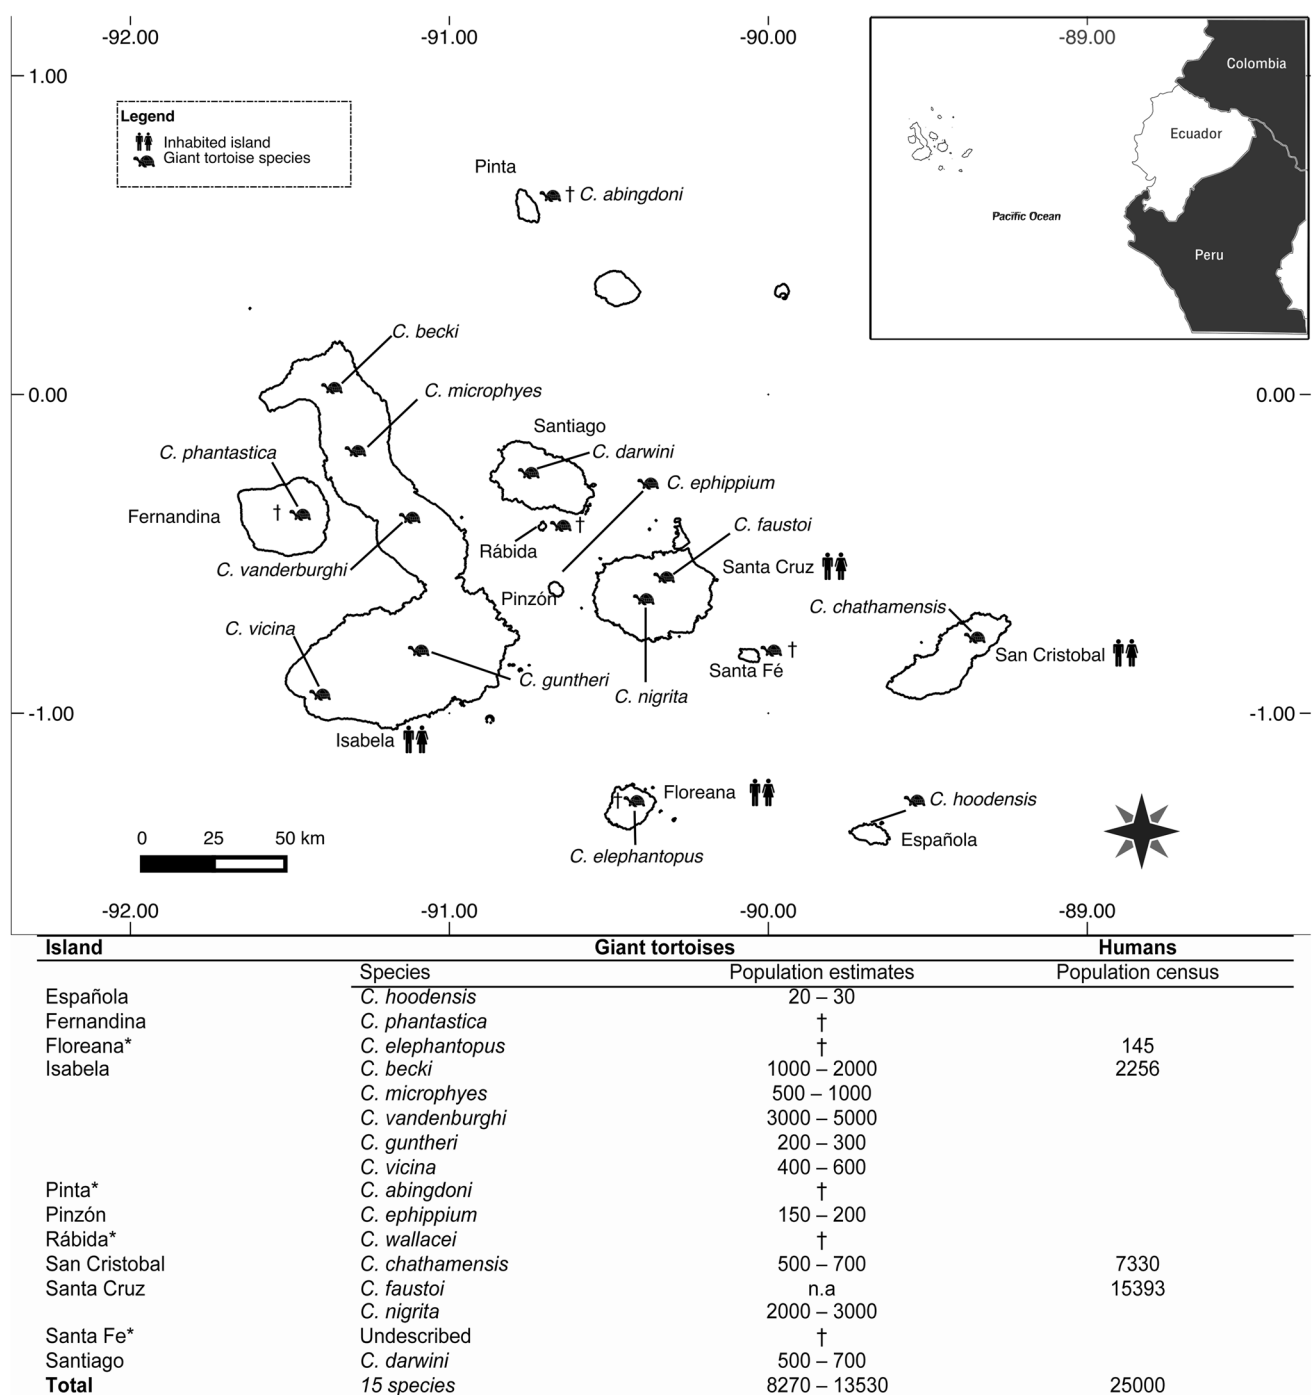 -92.00 -91.00 -90.00 -89.00
1.00
Colombia
Legend
Inhabited island
Giant tortoise species
Ecuador
Pinta
† C. abingdoni
Pacific Ocean
Peru
C. becki
C. microphyes
0.00 0.00
Santiago
C. phantastica
C. darwini
C. ephippium
†
Fernandina
†
C. faustoi
Rábida
Santa Cruz
C. vanderburghi
Pinzón
C. chathamensis
C. vicina
†
San Cristobal
Santa Fé
C. guntheri
C. nigrita
-1.00 -1.00
Isabela
Floreana
†
C. hoodensis
0 25 50 km
Española
C. elephantopus
-92.00 -91.00 -90.00 -89.00
Island Giant tortoises Humans
Species Population estimates Population census
Española C. hoodensis 20 – 30
Fernandina C. phantastica †
Floreana* C. elephantopus † 145
Isabela C. becki 1000 – 2000 2256
C. microphyes 500 – 1000
C. vandenburghi 3000 – 5000
C. guntheri 200 – 300
C. vicina 400 – 600
Pinta* C. abingdoni †
Pinzón C. ephippium 150 – 200
Rábida* C. wallacei †
San Cristobal C. chathamensis 500 – 700 7330
Santa Cruz C. faustoi n.a 15393
C. nigrita 2000 – 3000
Santa Fe* Undescribed †
Santiago C. darwini 500 – 700
Total 15 species 8270 – 13530 25000